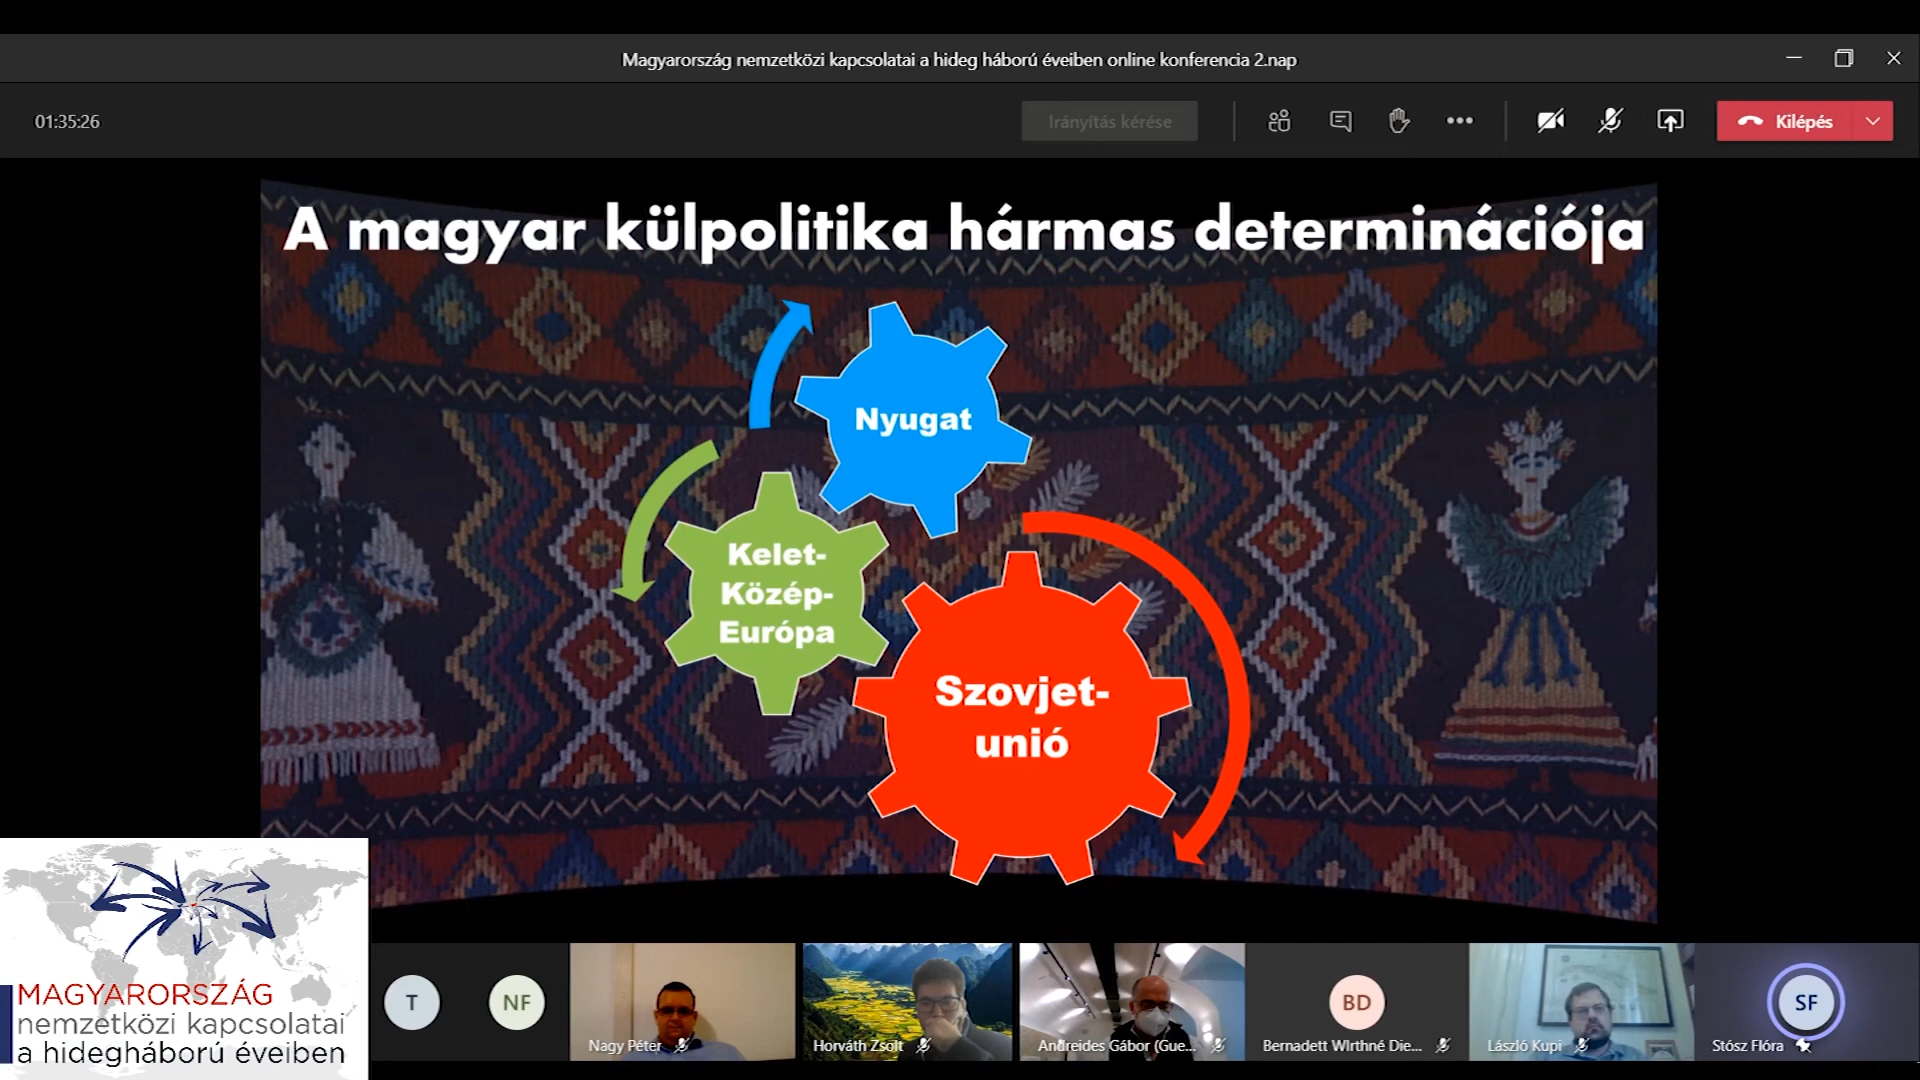 Magyarország nemzetközi kapcsolatai a hideg háború éveiben online konferencia 2.nap
01:35:26
Irányítás kérése
Kilépés
A magyar külpolitika hármas determinációja
Nyugat
Kelet-
Közép-
Európa
Szovjet-
unió
MAGYARORSZÁG
nemzetközi kapcsolatai
a hidegháború éveiben
T
NF
Nagy Péter
Horváth Zsolt
Andreides Gábor (Gue...
BD
Bernadett WIrthné Die...
László Kupi
SF
Stósz Flóra